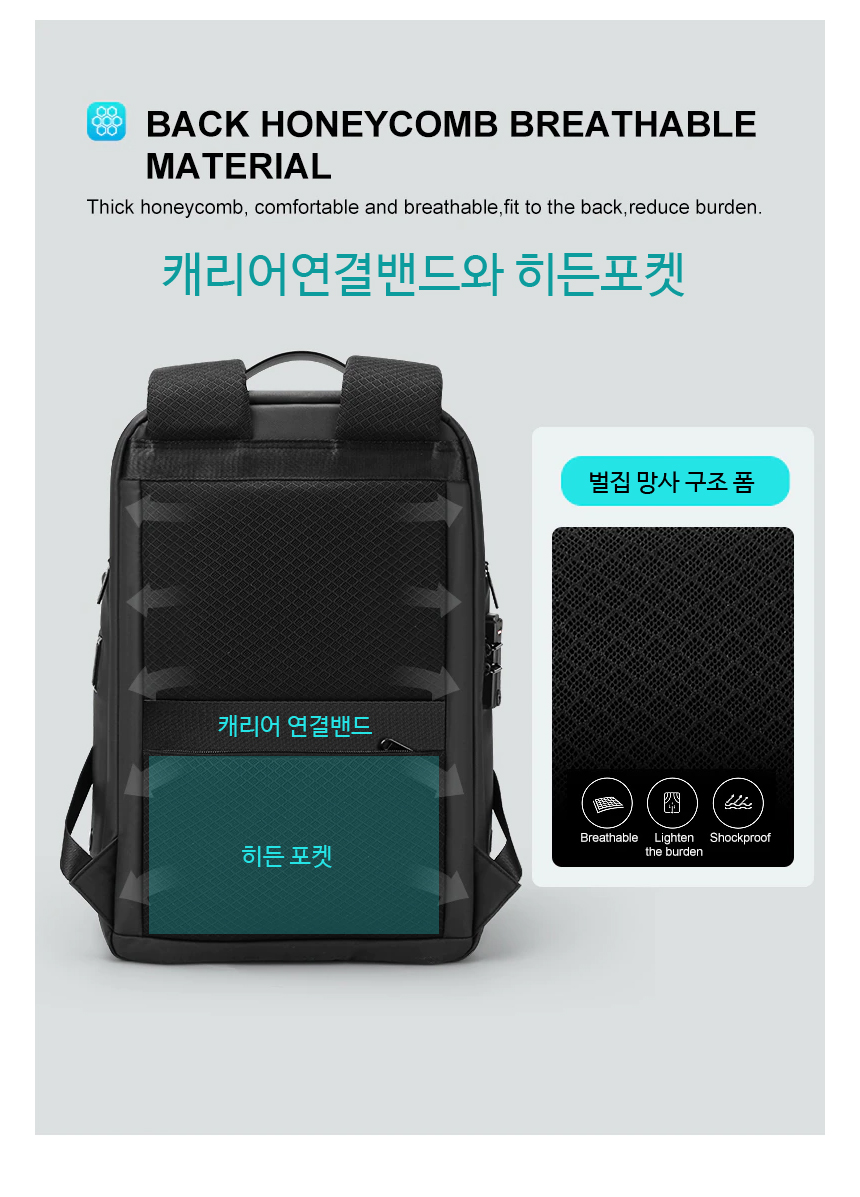 BACK HONEYCOMB BREATHABLE
MATERIAL
Thick honeycomb, comfortable and breathable,fit to the back,reduce burden.
캐리어연결밴드와 히든포켓
벌집 망사 구조 폼
캐리어 연결밴드
히든 포켓
Breathable
Lighten
the burden
Shockproof